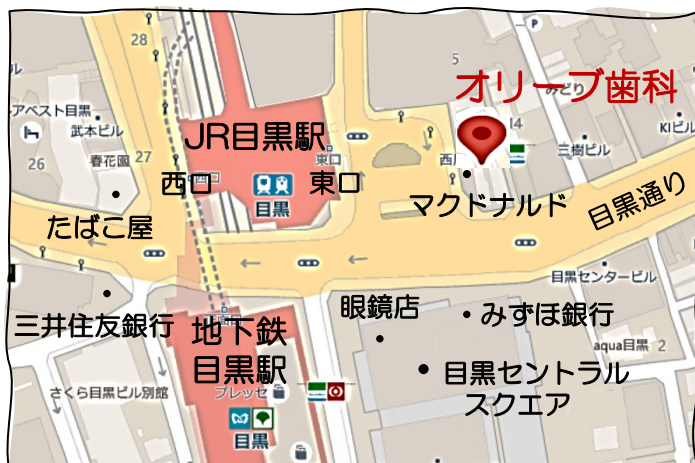 28
P
5
オリーブ歯科
みどり
ル
アベスト目黒
武本ビル
26
春花園
27
JR目黒駅
東口
西口
東口
目黒
14
三樹ビル
KIビル
マクドナルド
目黒通り
たばこ屋
目黒センタービル
三井住友銀行
地下鉄
目黒駅
眼鏡店
みずほ銀行
aqua目黒 2
目黒セントラル
スクエア
さくら目黒ビル別館
プレッセ
目黒